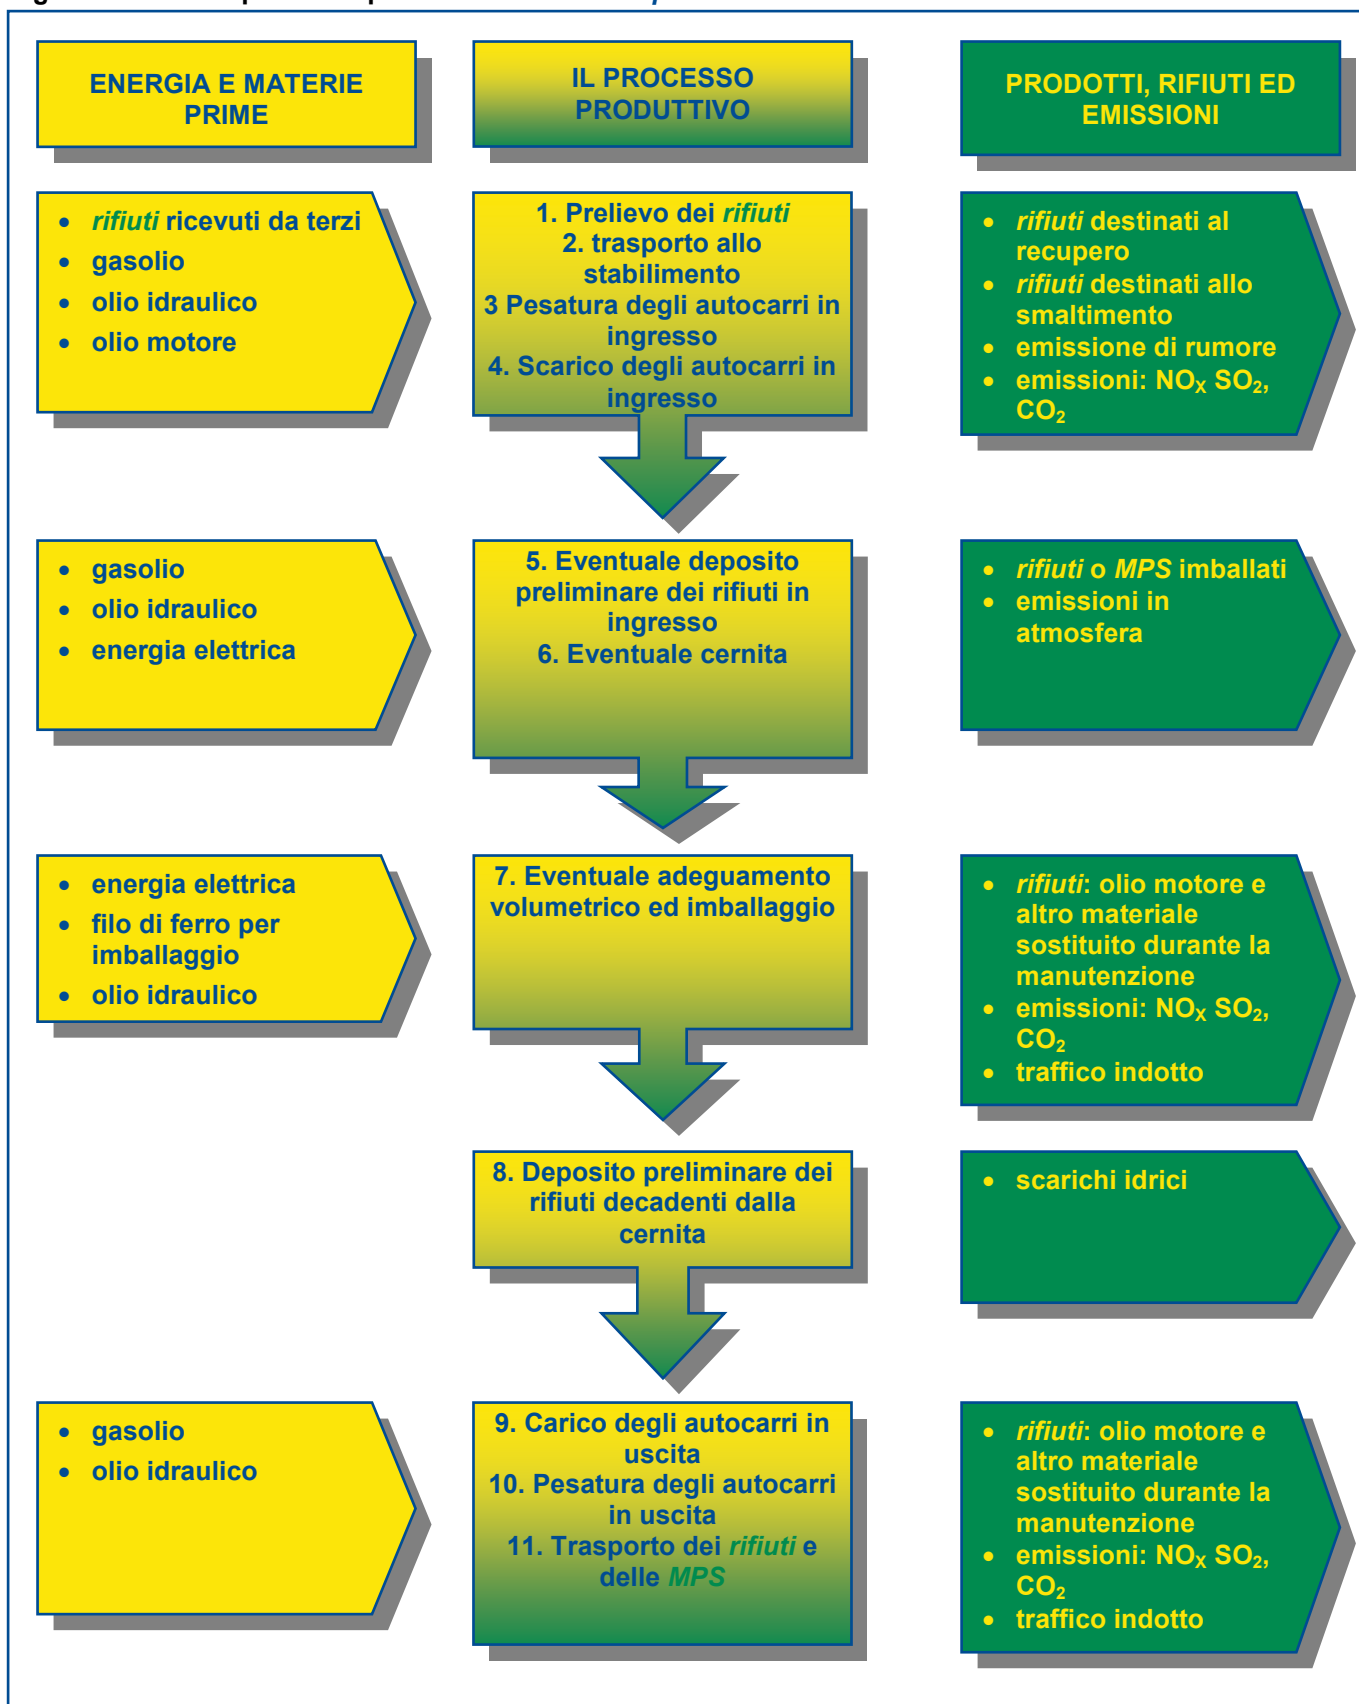 ENERGIA E MATERIE
PRIME
IL PROCESSO
PRODUTTIVO
PRODOTTI, RIFIUTI ED
EMISSIONI
• rifiuti ricevuti da terzi
• gasolio
• olio idraulico
• olio motore
1. Prelievo dei rifiuti
2. trasporto allo
stabilimento
3 Pesatura degli autocarri in
ingresso
4. Scarico degli autocarri in
ingresso
• rifiuti destinati al
recupero
• rifiuti destinati allo
smaltimento
• emissione di rumore
• emissioni: NOX SO2,
CO2
• gasolio
• olio idraulico
• energia elettrica
5. Eventuale deposito
preliminare dei rifiuti in
ingresso
6. Eventuale cernita
• rifiuti o MPS imballati
• emissioni in
atmosfera
• energia elettrica
• filo di ferro per
imballaggio
• olio idraulico
7. Eventuale adeguamento
volumetrico ed imballaggio
• rifiuti: olio motore e
altro materiale
sostituito durante la
manutenzione
• emissioni: NOX SO2,
CO2
• traffico indotto
8. Deposito preliminare dei
rifiuti decadenti dalla
cernita
• scarichi idrici
• gasolio
• olio idraulico
9. Carico degli autocarri in
uscita
10. Pesatura degli autocarri
in uscita
11. Trasporto dei rifiuti e
delle MPS
• rifiuti: olio motore e
altro materiale
sostituito durante la
manutenzione
• emissioni: NOX SO2,
CO2
• traffico indotto